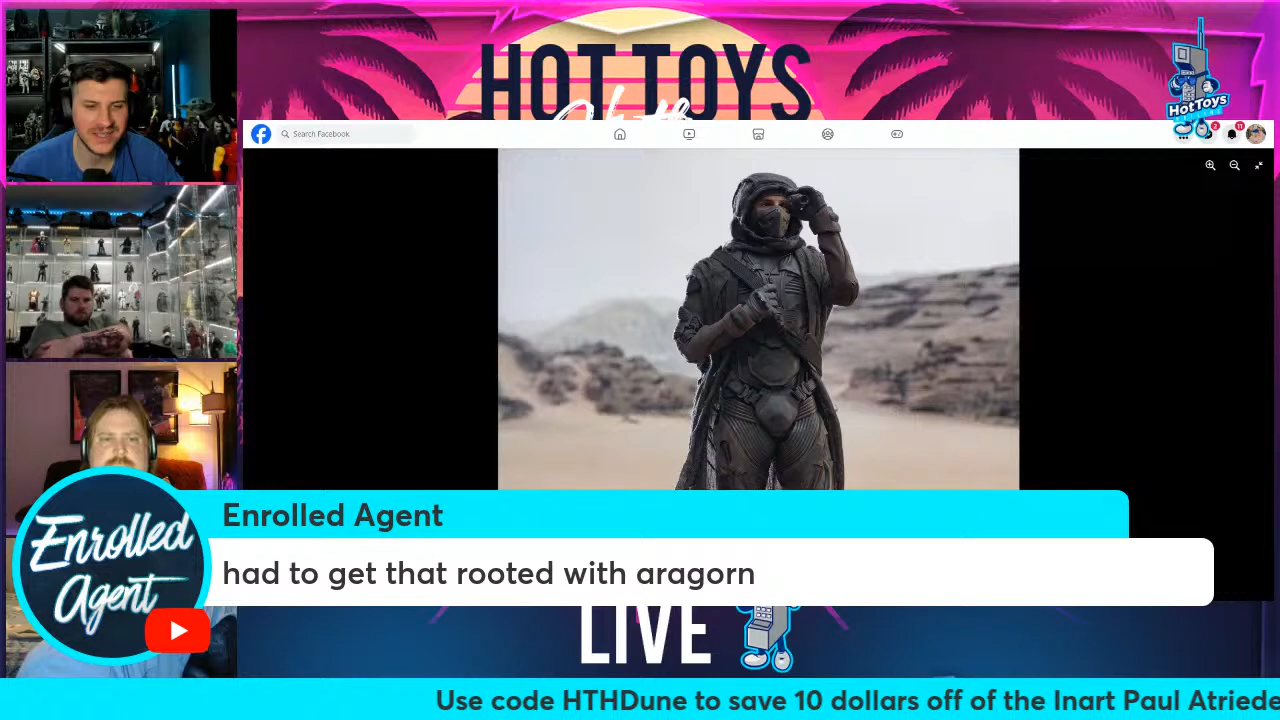 HOT TOYS
Search Facebook
HotToys
Enrolled Agent
had to get that rooted with aragorn
Enrolled
Agent
LIVE
Use code HTHDune to save 10 dollars off of the Inart Paul Atriede